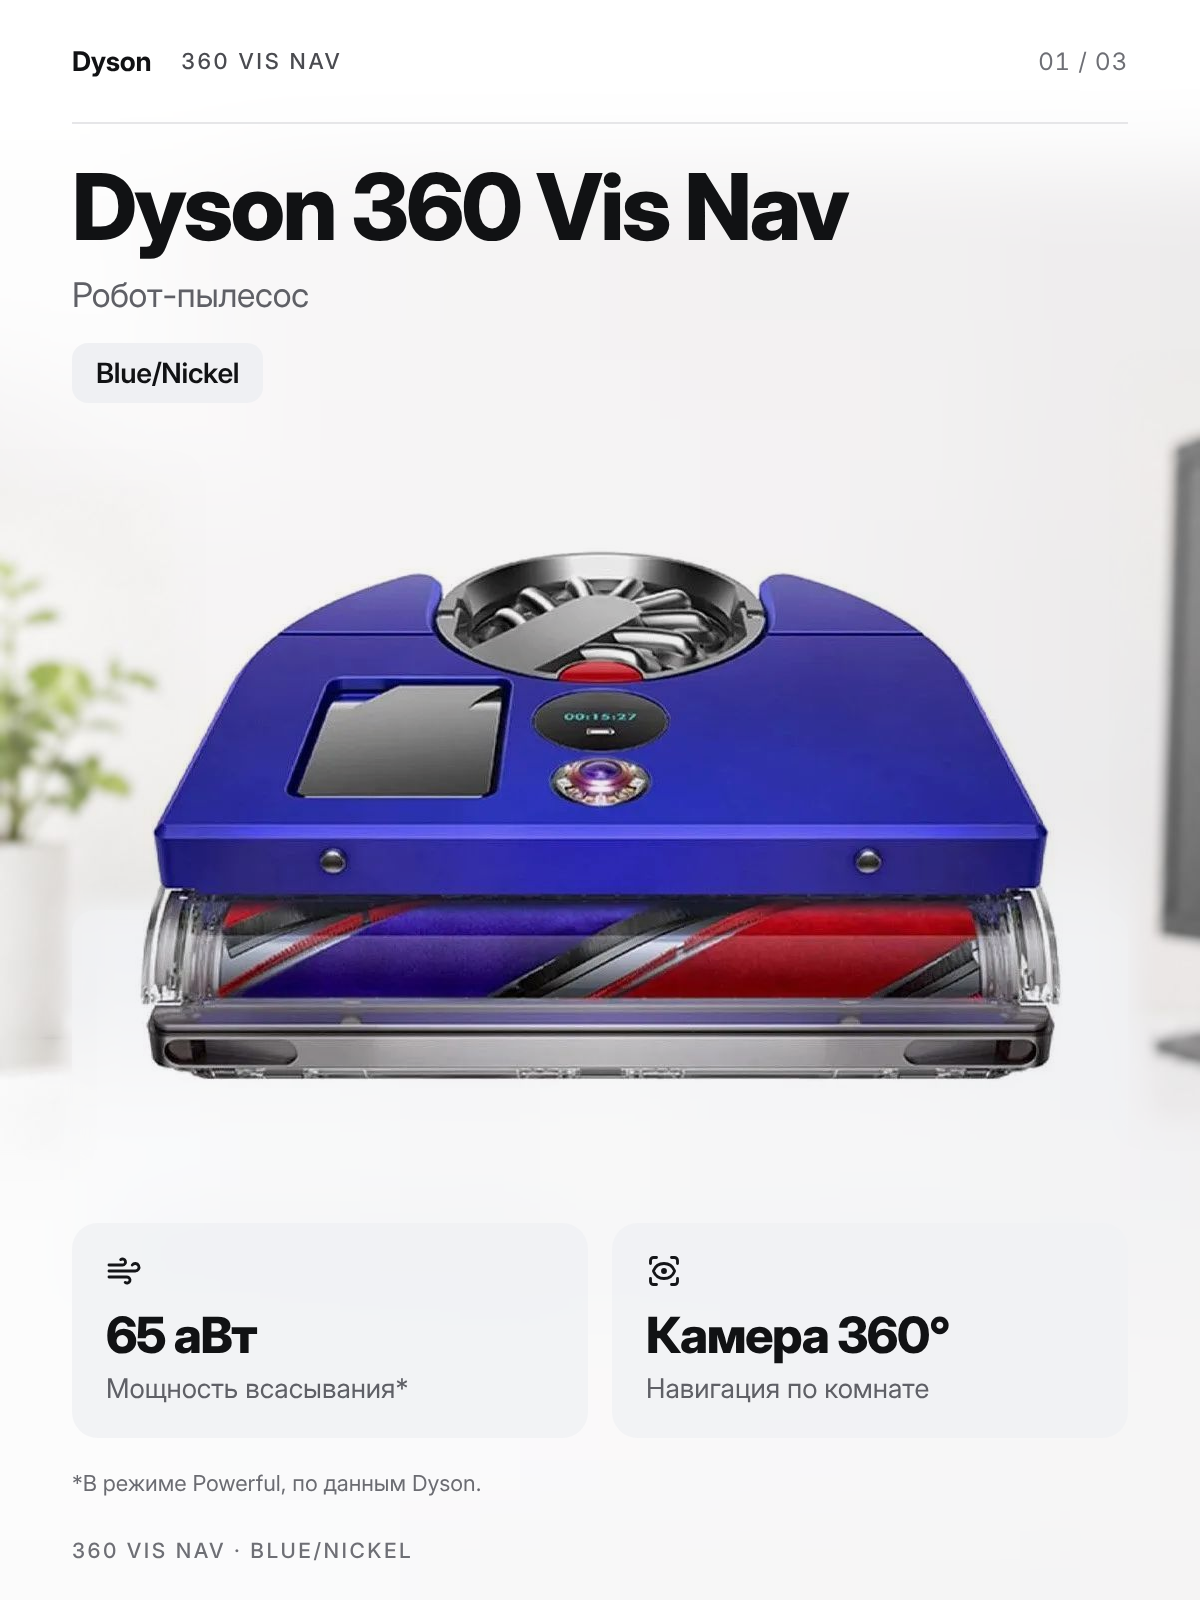 Dyson 360 VIS NAV 01 / 03
Dyson 360 Vis Nav
Робот-пылесос
Blue/Nickel
00:15:27
65 аВт
Мощность всасывания*
Камера 360°
Навигация по комнате
*В режиме Powerful, по данным Dyson.
360 VIS NAV · BLUE/NICKEL